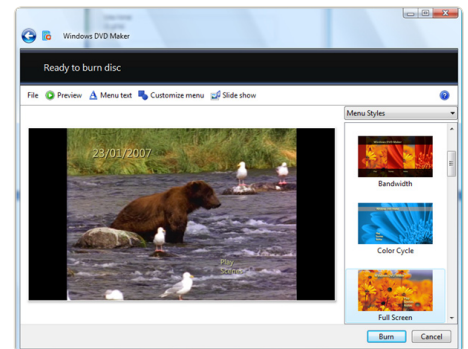 Windows DVD Maker
Ready to burn disc
File Preview Menu text Customize menu Slide show
Menu Styles
23/01/2007
Play
Scenes
Bandwidth
Color Cycle
Full Screen
Burn Cancel